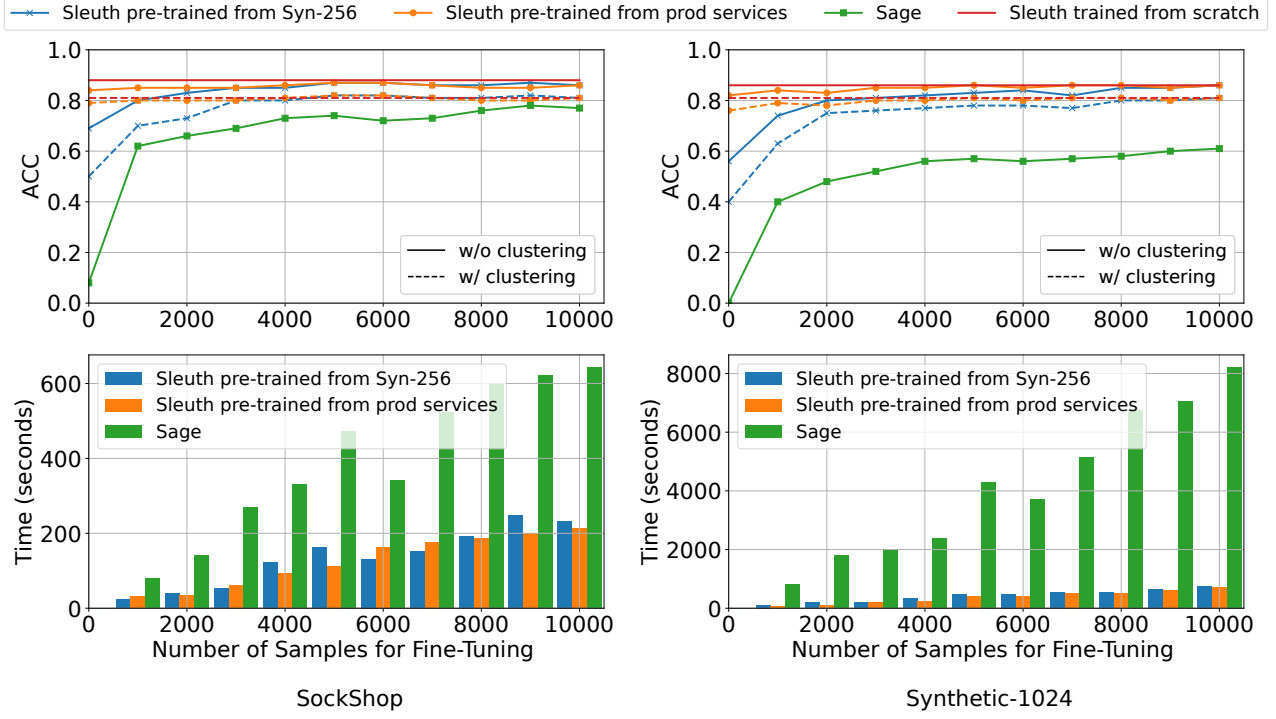 Sleuth pre-trained from Syn-256 Sleuth pre-trained from prod services Sage Sleuth trained from scratch
1.0
0.8
0.6
0.4
0.2
0.0
ACC
w/o clustering
w/ clustering
0 2000 4000 6000 8000 10000
1.0
0.8
0.6
0.4
0.2
0.0
ACC
w/o clustering
w/ clustering
0 2000 4000 6000 8000 10000
600
400
200
0
Time (seconds)
Sleuth pre-trained from Syn-256
Sleuth pre-trained from prod services
Sage
0 2000 4000 6000 8000 10000
Number of Samples for Fine-Tuning
SockShop
8000
6000
4000
2000
0
Time (seconds)
Sleuth pre-trained from Syn-256
Sleuth pre-trained from prod services
Sage
0 2000 4000 6000 8000 10000
Number of Samples for Fine-Tuning
Synthetic-1024